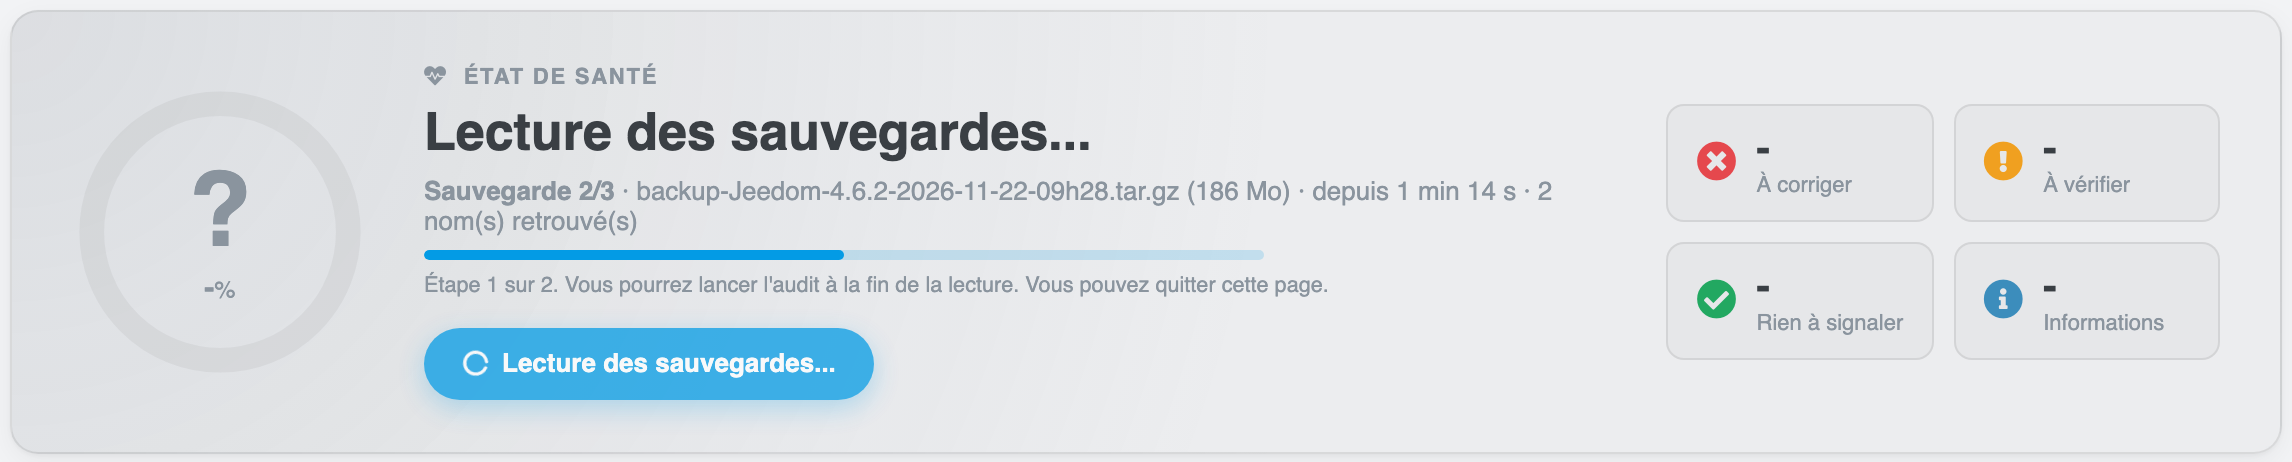 ÉTAT DE SANTÉ
Lecture des sauvegardes...
Sauvegarde 2/3 · backup-Jeedom-4.6.2-2026-11-22-09h28.tar.gz (186 Mo) · depuis 1 min 14 s · 2
nom(s) retrouvé(s)
Étape 1 sur 2. Vous pourrez lancer l'audit à la fin de la lecture. Vous pouvez quitter cette page.
Lecture des sauvegardes...
?
-%
-
À corriger
-
À vérifier
-
Rien à signaler
-
Informations